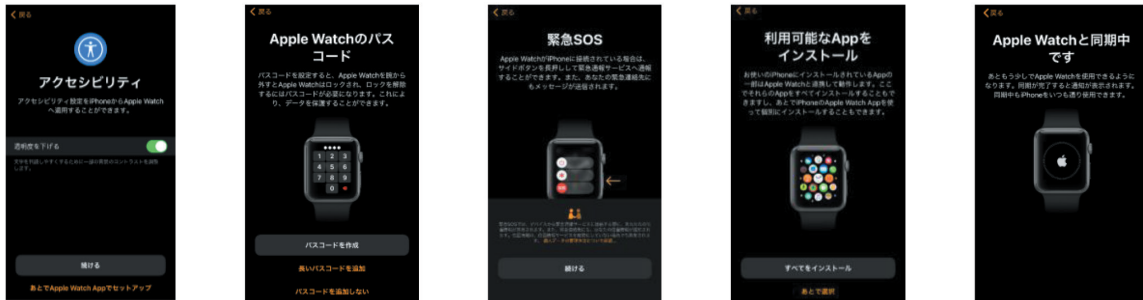 戻る
アクセシビリティ
アクセシビリティ設定をiPhoneからApple Watch
へ適用することができます。
透明度を下げる
続ける
あとでApple Watch Appでセットアップ
戻る
Apple Watchのパス
コード
パスコードを設定すると、Apple Watchを腕から
外すとApple Watchはロックされ、ロックを解除
するにはパスコードが必要になります。これによ
り、データを保護することができます。
1 2 3
4 5 6
7 8 9
0
パスコードを作成
長いパスコードを追加
パスコードを追加しない
戻る
緊急SOS
Apple WatchがiPhoneに接続されている場合は、
サイドボタンを長押しして緊急通報サービスへ通報
することができます。また、あなたの緊急連絡先に
もメッセージが送信されます。
続ける
戻る
利用可能なAppを
インストール
お使いのiPhoneにインストールされているAppの
一部はApple Watchと連携して動作します。ここ
でそれらのAppをすべてインストールすることもで
きますし、あとでiPhoneのApple Watch Appを使
って個別にインストールすることもできます。
すべてをインストール
あとで選択
戻る
Apple Watchと同期中
です
あともう少しでApple Watchを使用できるように
なります。同期が完了すると通知が表示されます。
同期中もiPhoneをいつも通り使用できます。